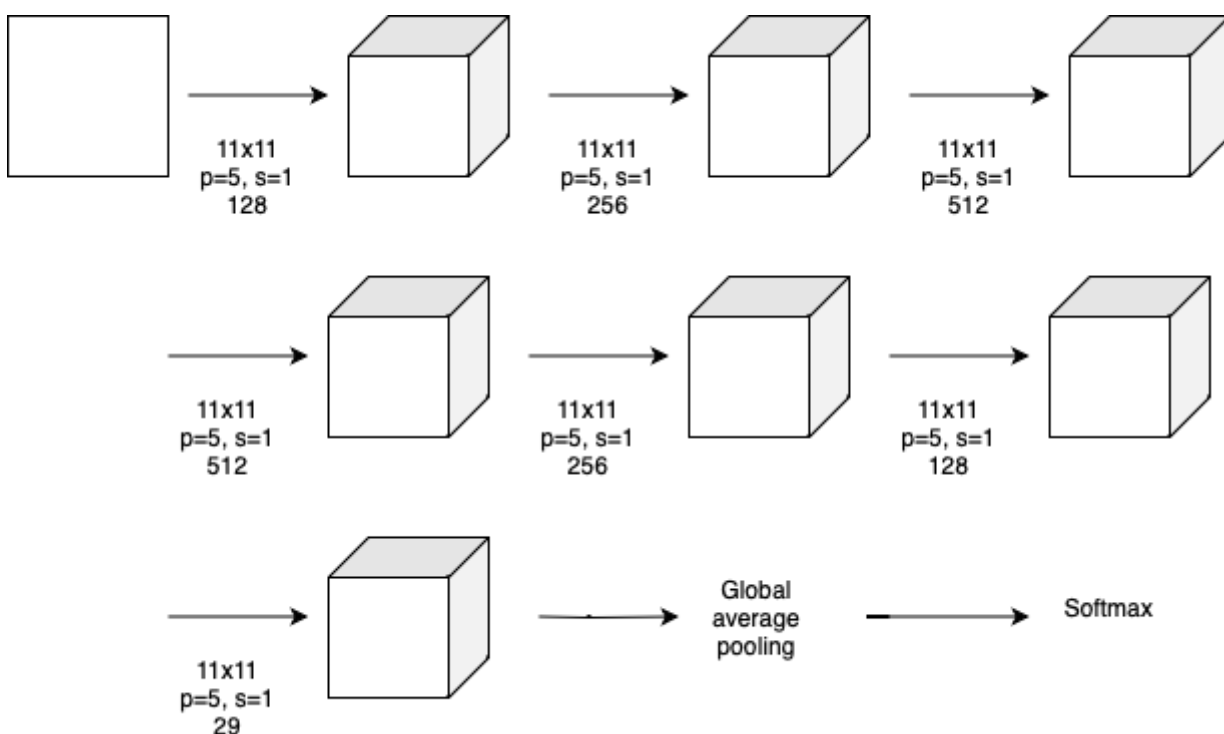 11x11
p=5, s=1
128
11x11
p=5, s=1
256
11x11
p=5, s=1
512
11x11
p=5, s=1
512
11x11
p=5, s=1
256
11x11
p=5, s=1
128
11x11
p=5, s=1
29
Global
average
pooling
Softmax